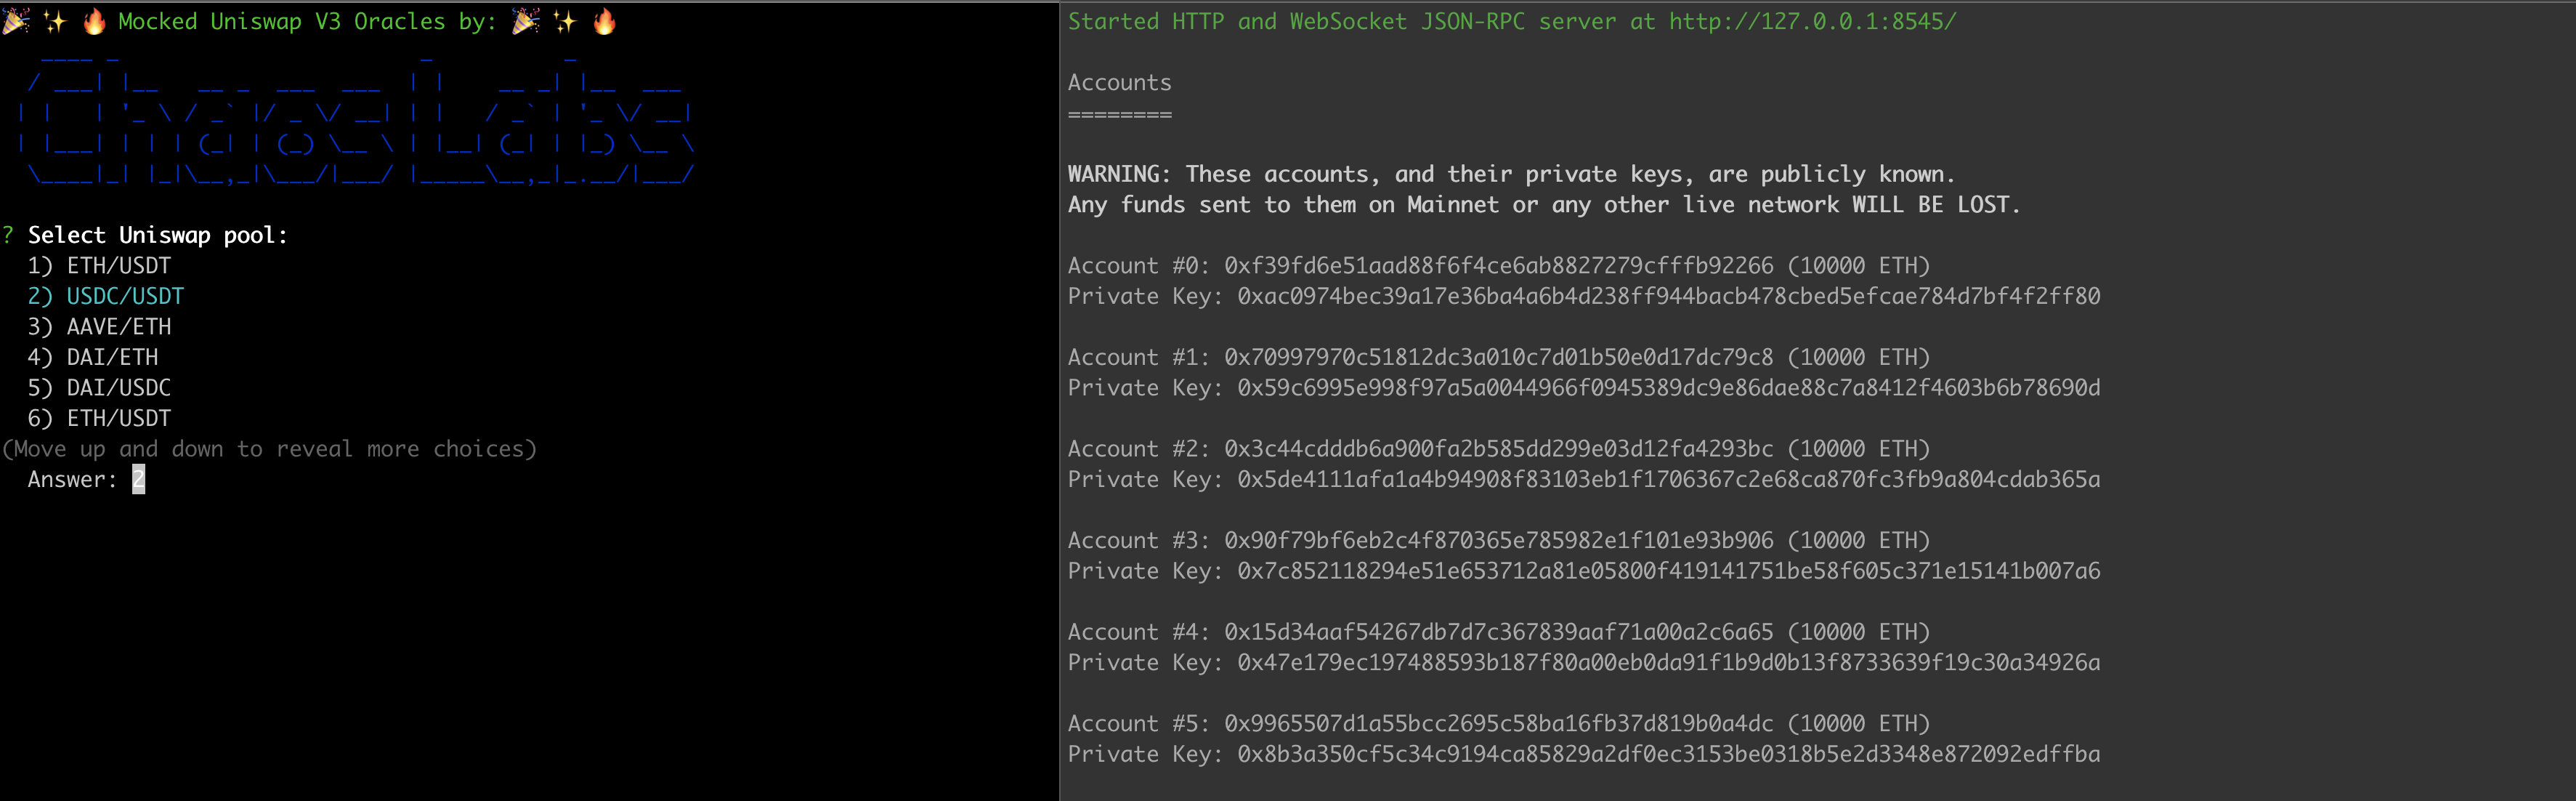 🎉 ✨ 🔥 Mocked Uniswap V3 Oracles by: 🎉 ✨ 🔥
Chaos Labs
? Select Uniswap pool:
1) ETH/USDT
2) USDC/USDT
3) AAVE/ETH
4) DAI/ETH
5) DAI/USDC
6) ETH/USDT
(Move up and down to reveal more choices)
Answer: 2
Started HTTP and WebSocket JSON-RPC server at http://127.0.0.1:8545/
Accounts
========
WARNING: These accounts, and their private keys, are publicly known.
Any funds sent to them on Mainnet or any other live network WILL BE LOST.
Account #0: 0xf39fd6e51aad88f6f4ce6ab8827279cfffb92266 (10000 ETH)
Private Key: 0xac0974bec39a17e36ba4a6b4d238ff944bacb478cbed5efcae784d7bf4f2ff80
Account #1: 0x70997970c51812dc3a010c7d01b50e0d17dc79c8 (10000 ETH)
Private Key: 0x59c6995e998f97a5a0044966f0945389dc9e86dae88c7a8412f4603b6b78690d
Account #2: 0x3c44cdddb6a900fa2b585dd299e03d12fa4293bc (10000 ETH)
Private Key: 0x5de4111afa1a4b94908f83103eb1f1706367c2e68ca870fc3fb9a804cdab365a
Account #3: 0x90f79bf6eb2c4f870365e785982e1f101e93b906 (10000 ETH)
Private Key: 0x7c852118294e51e653712a81e05800f419141751be58f605c371e15141b007a6
Account #4: 0x15d34aaf54267db7d7c367839aaf71a00a2c6a65 (10000 ETH)
Private Key: 0x47e179ec197488593b187f80a00eb0da91f1b9d0b13f8733639f19c30a34926a
Account #5: 0x9965507d1a55bcc2695c58ba16fb37d819b0a4dc (10000 ETH)
Private Key: 0x8b3a350cf5c34c9194ca85829a2df0ec3153be0318b5e2d3348e872092edffba